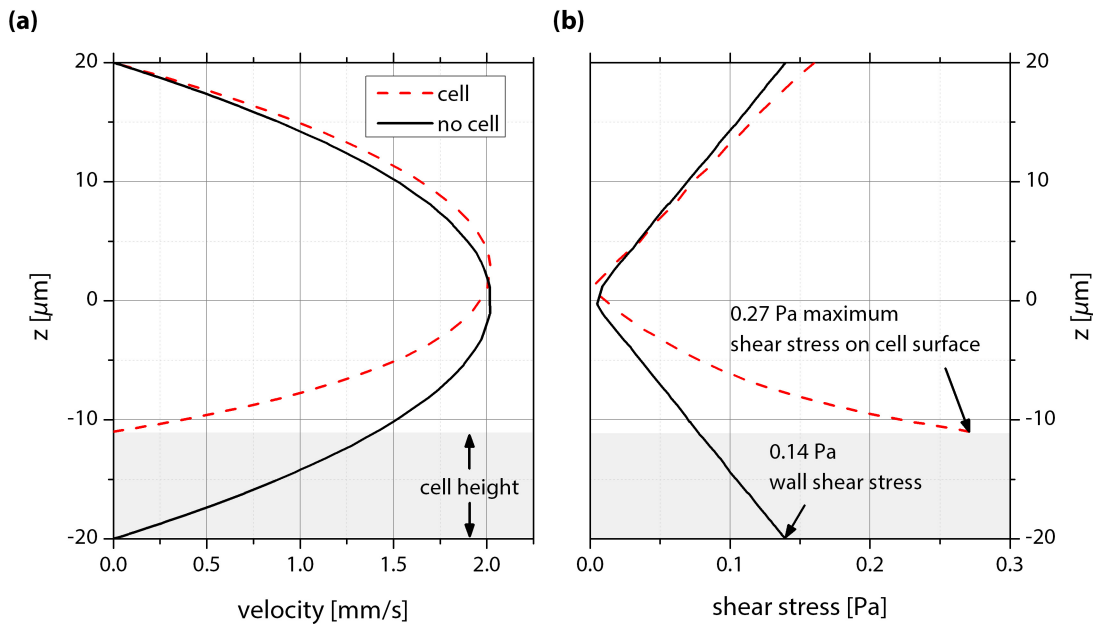 (a)
(b)
20
10
0
-10
-20
z [µm]
0.0
0.5
1.0
1.5
2.0
velocity [mm/s]
cell
no cell
cell height
0.27 Pa maximum
shear stress on cell surface
0.14 Pa
wall shear stress
20
10
0
-10
-20
z [µm]
0.0
0.1
0.2
0.3
shear stress [Pa]